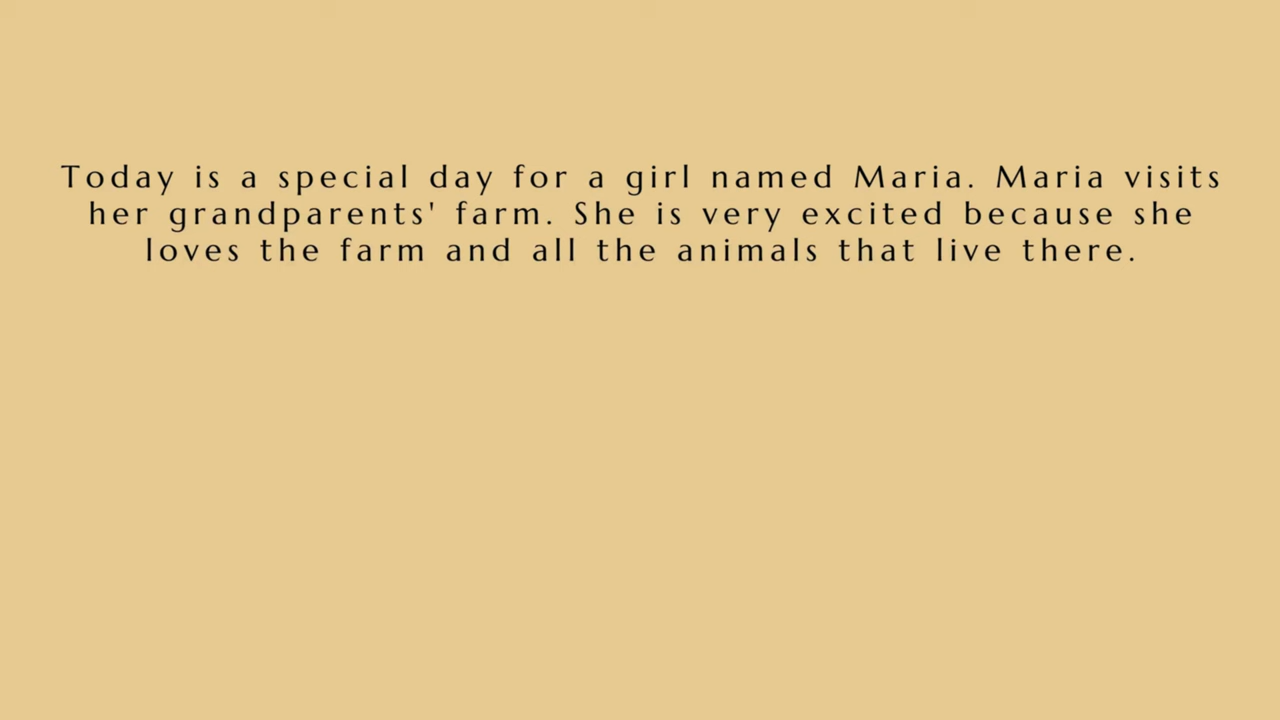 Today is a special day for a girl named Maria. Maria visits
her grandparents' farm. She is very excited because she
loves the farm and all the animals that live there.